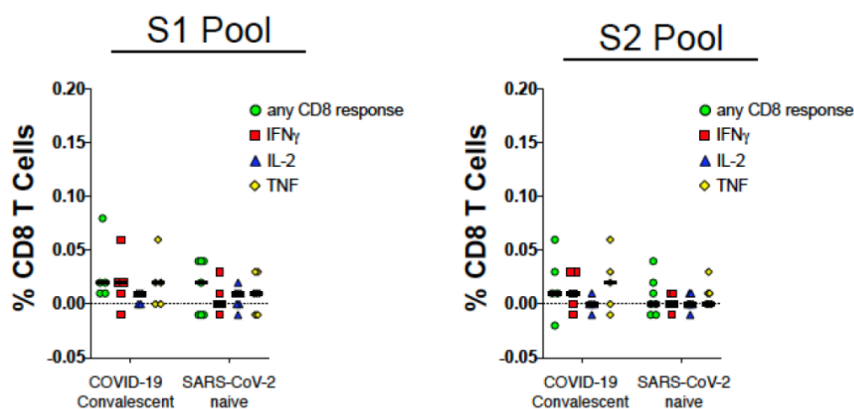 S1 Pool
% CD8 T Cells
0.20
0.15
0.10
0.05
0.00
-0.05
any CD8 response
IFNγ
IL-2
TNF
COVID-19
Convalescent
SARS-CoV-2
naive
S2 Pool
% CD8 T Cells
0.20
0.15
0.10
0.05
0.00
-0.05
any CD8 response
IFNγ
IL-2
TNF
COVID-19
Convalescent
SARS-CoV-2
naive